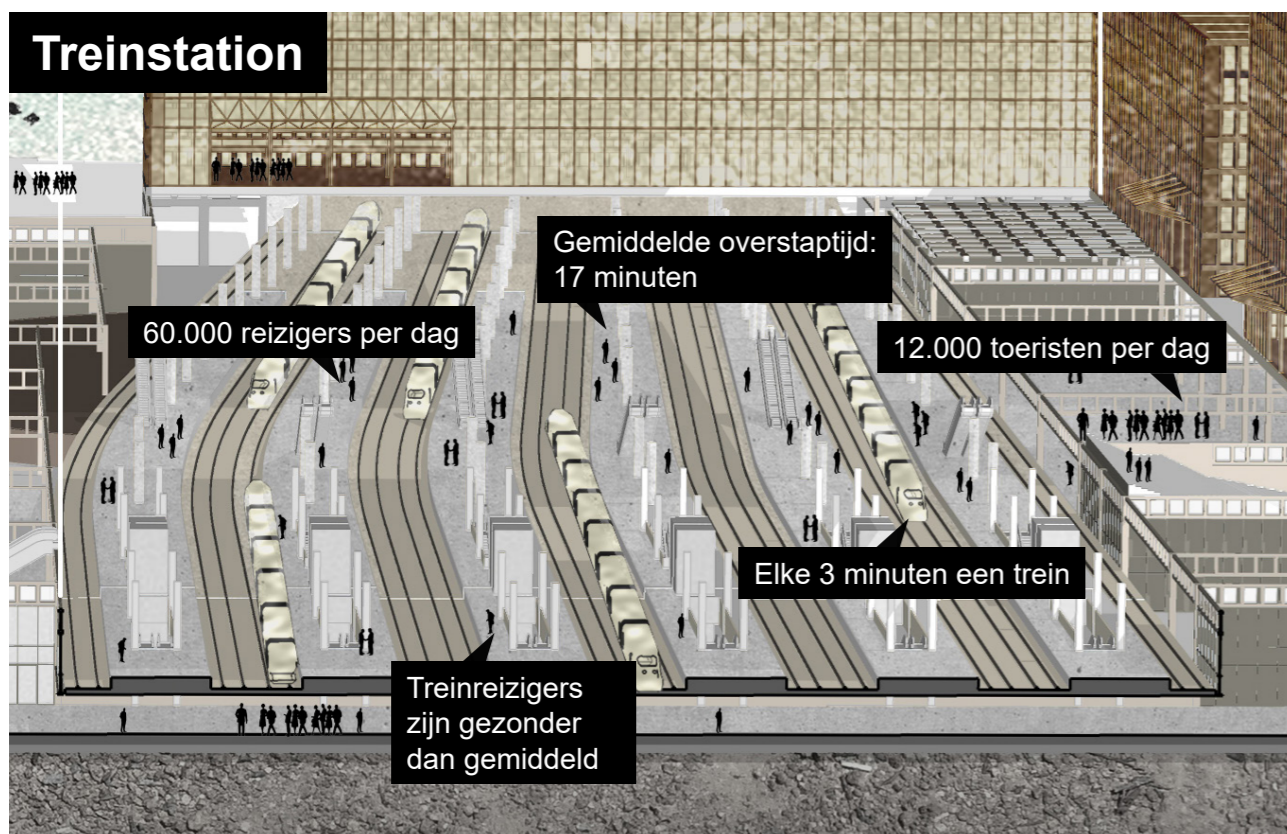 Treinstation
Gemiddelde overstaptijd:
17 minuten
60.000 reizigers per dag
12.000 toeristen per dag
Elke 3 minuten een trein
Treinreizigers
zijn gezonder
dan gemiddeld